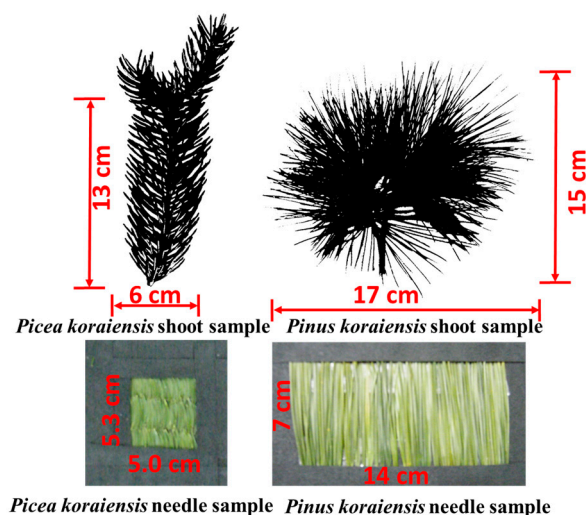 13 cm
15 cm
6 cm
17 cm
Picea koraiensis shoot sample
Pinus koraiensis shoot sample
5.3 cm
7 cm
5.0 cm
14 cm
Picea koraiensis needle sample
Pinus koraiensis needle sample